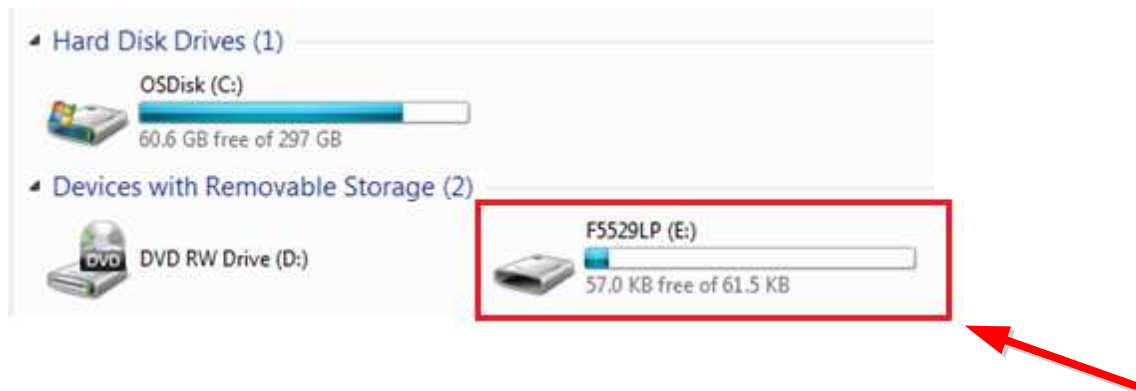 Hard Disk Drives (1)
OSDisk (C:)
60.6 GB free of 297 GB
Devices with Removable Storage (2)
DVD
DVD RW Drive (D:)
F5529LP (E:)
57.0 KB free of 61.5 KB